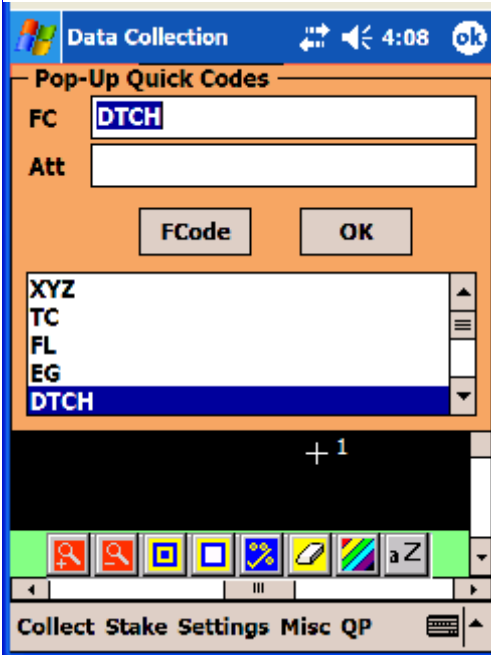 Data Collection 4:08 ok
Pop-Up Quick Codes
FC DTCH
Att
FCode OK
XYZ
TC
FL
EG
DTCH
1
aZ
Collect Stake Settings Misc QP